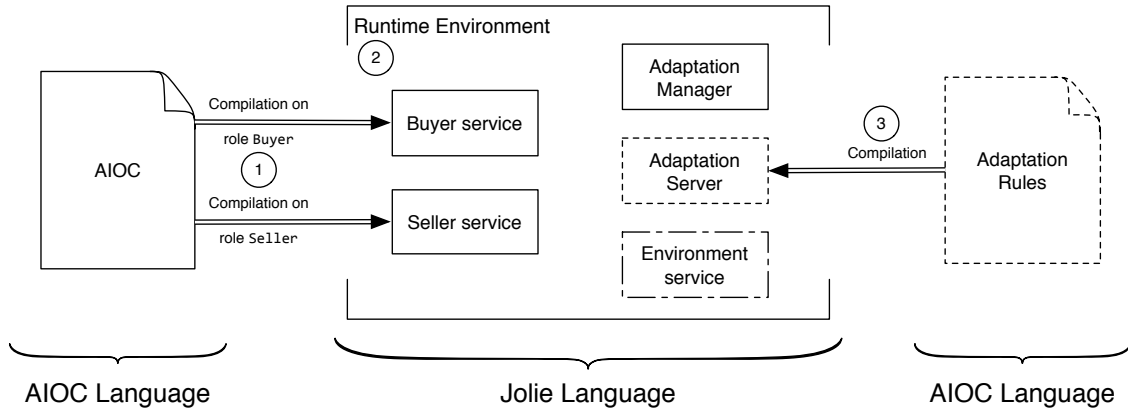 Runtime Environment
2
AIOC
Compilation on
role Buyer
1
Compilation on
role Seller
Buyer service
Seller service
Adaptation
Manager
Adaptation
Server
Environment
service
3
Compilation
Adaptation
Rules
AIOC Language
Jolie Language
AIOC Language